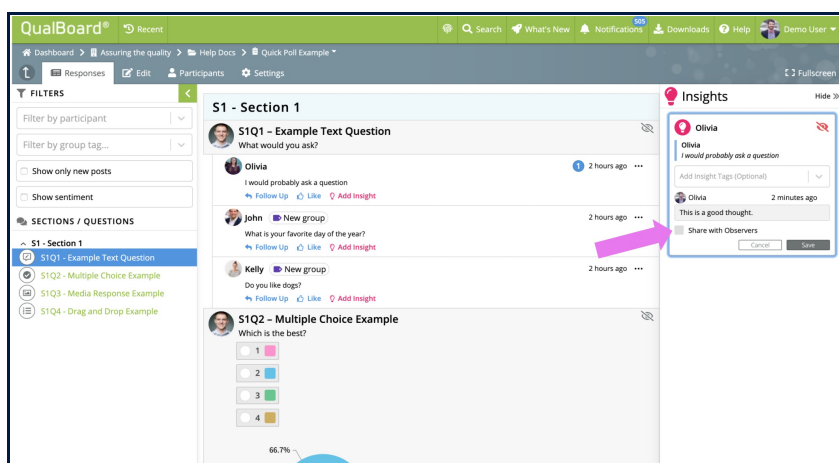 QualBoard® Recent Search What's New Notifications 505 Downloads Help Demo User
Dashboard > Assuring the quality > Help Docs > Quick Poll Example
Responses Edit Participants Settings Fullscreen
FILTERS
Filter by participant
Filter by group tag...
Show only new posts
Show sentiment
SECTIONS / QUESTIONS
S1 - Section 1
S1Q1 - Example Text Question
S1Q2 - Multiple Choice Example
S1Q3 - Media Response Example
S1Q4 - Drag and Drop Example
S1 - Section 1
S1Q1 – Example Text Question
What would you ask?
Olivia 1 2 hours ago
I would probably ask a question
Follow Up Like Add Insight
John New group 2 hours ago
What is your favorite day of the year?
Follow Up Like Add Insight
Kelly New group 2 hours ago
Do you like dogs?
Follow Up Like Add Insight
S1Q2 – Multiple Choice Example
Which is the best?
1
2
3
4
66.7%
Insights Hide »
Olivia
Olivia
I would probably ask a question
Add Insight Tags (Optional)
Olivia 2 minutes ago
This is a good thought.
Share with Observers
Cancel Save